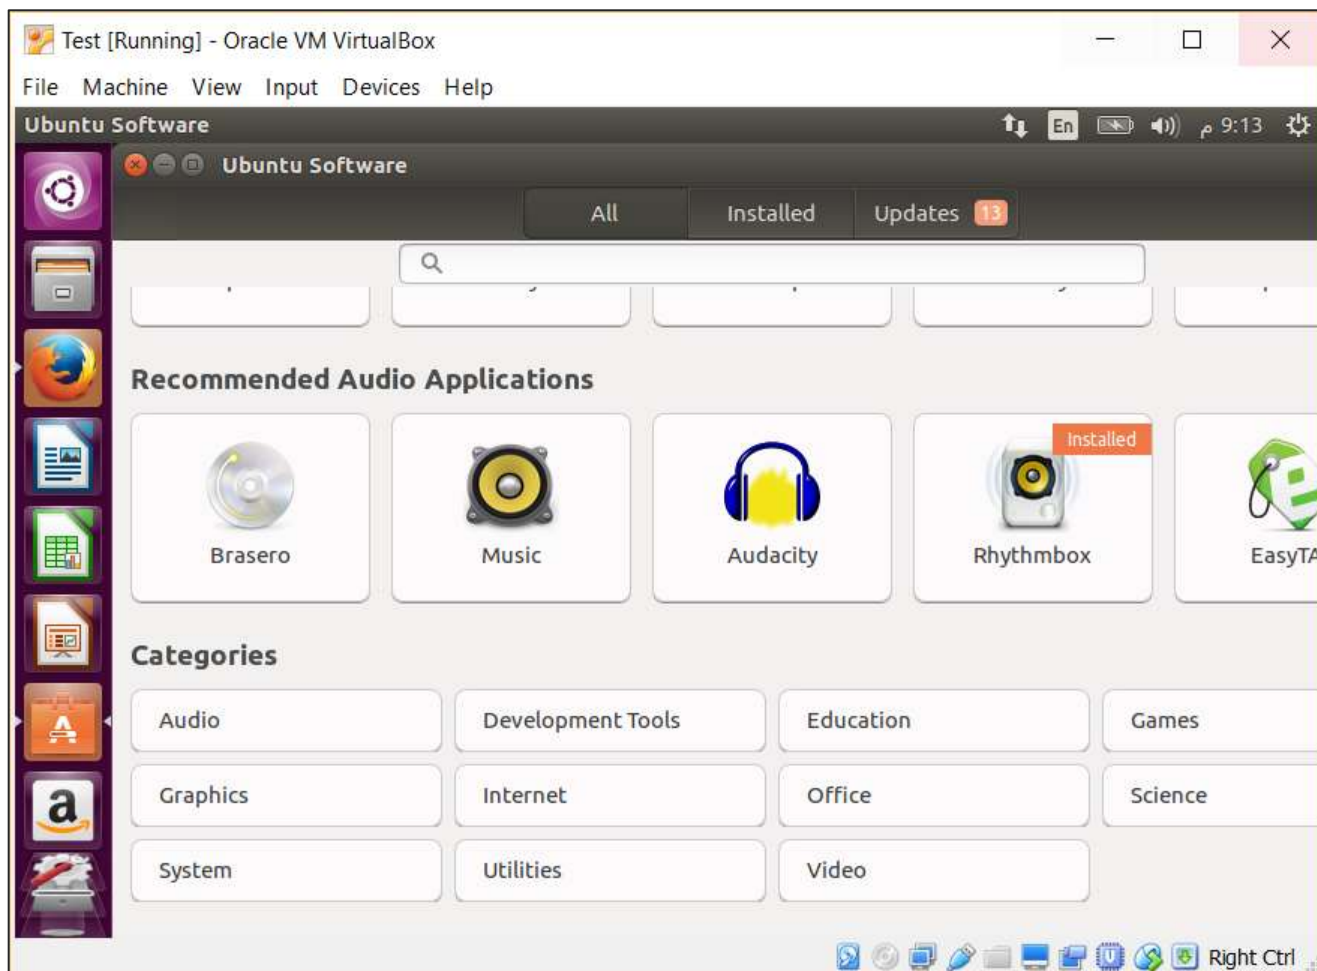 Test [Running] - Oracle VM VirtualBox
File Machine View Input Devices Help
Ubuntu Software En م 9:13
Ubuntu Software
All Installed Updates 13
Recommended Audio Applications
Installed
Brasero Music Audacity Rhythmbox EasyTA
Categories
Audio Development Tools Education Games
Graphics Internet Office Science
System Utilities Video
Right Ctrl